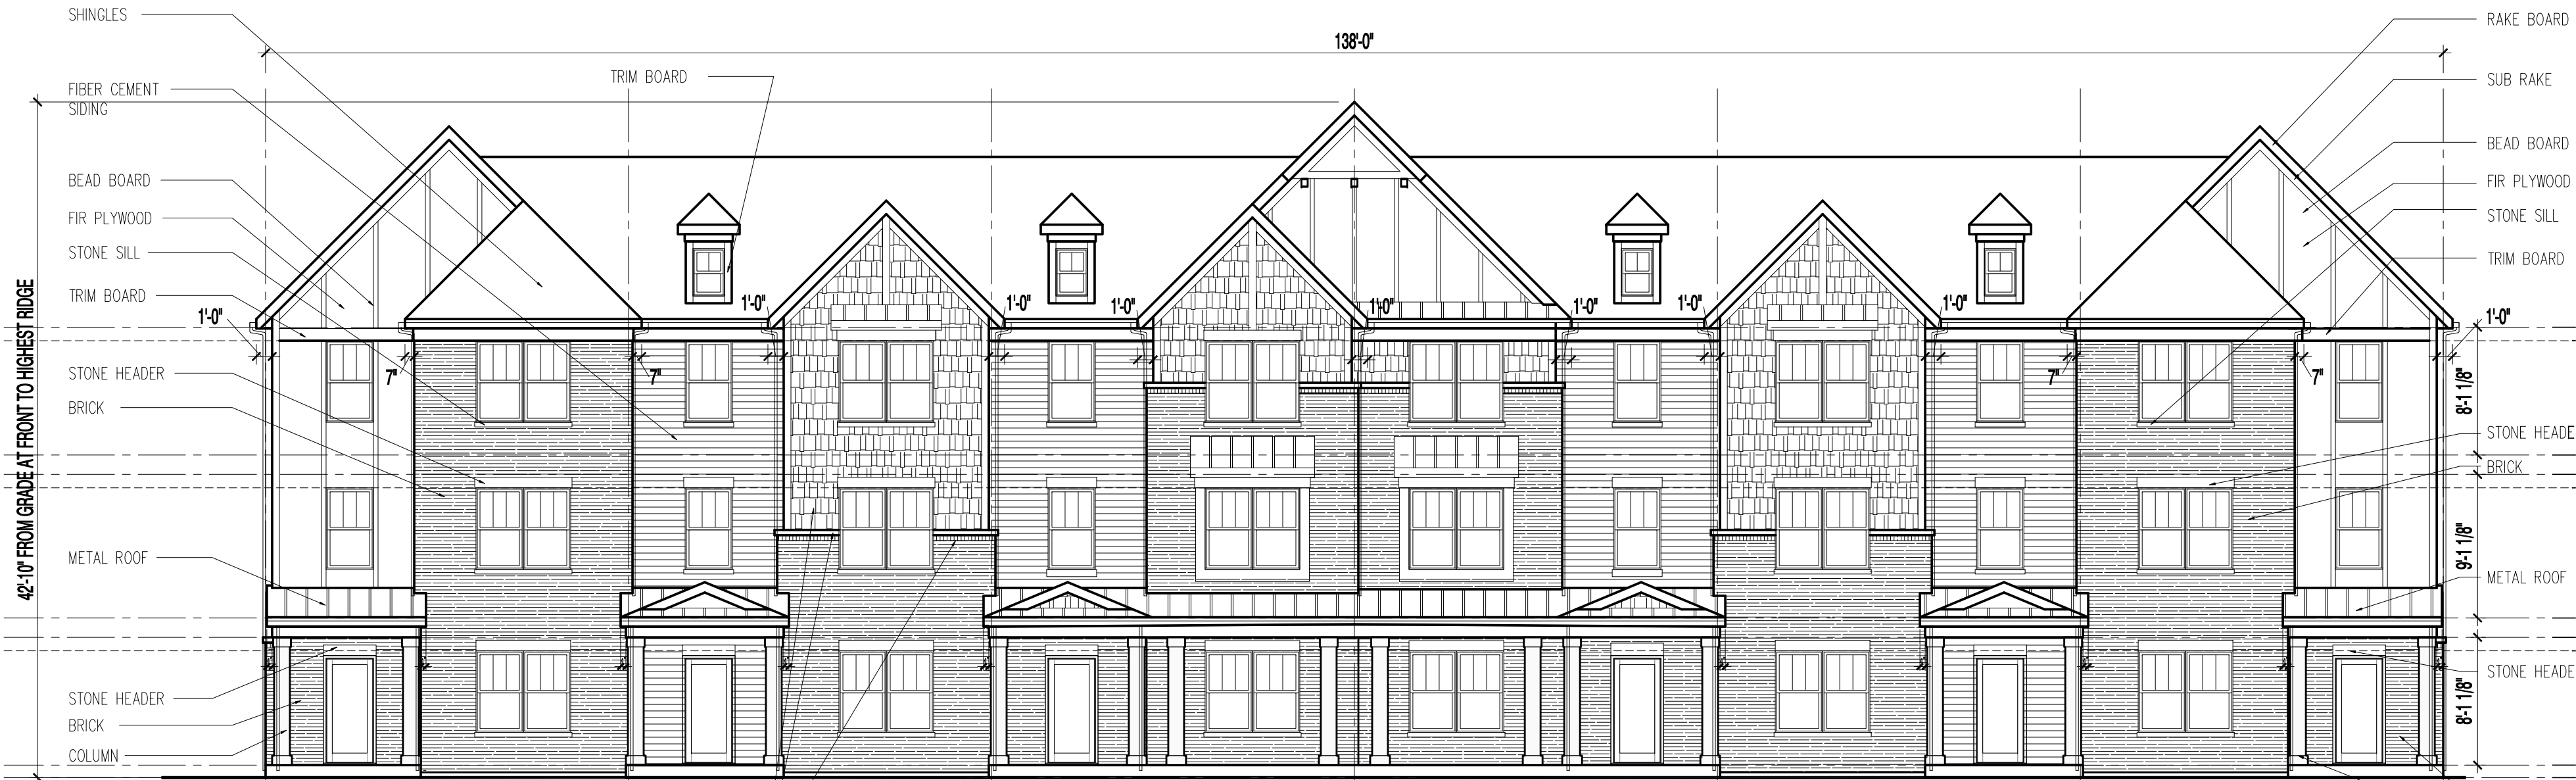 SHINGLES
FIBER CEMENT
SIDING
BEAD BOARD
FIR PLYWOOD
STONE SILL
TRIM BOARD
1'-0"
STONE HEADER
BRICK
METAL ROOF
STONE HEADER
BRICK
COLUMN
42'-10" FROM GRADE AT FRONT TO HIGHEST RIDGE
138'-0"
TRIM BOARD
7"
7"
1'-0"
1'-0"
1'-0"
1'-0"
1'-0"
1'-0"
1'-0"
7"
7"
RAKE BOARD
SUB RAKE
BEAD BOARD
FIR PLYWOOD
STONE SILL
TRIM BOARD
1'-0"
8'-1 1/8"
STONE HEADE
BRICK
9'-1 1/8"
METAL ROOF
STONE HEADE
8'-1 1/8"